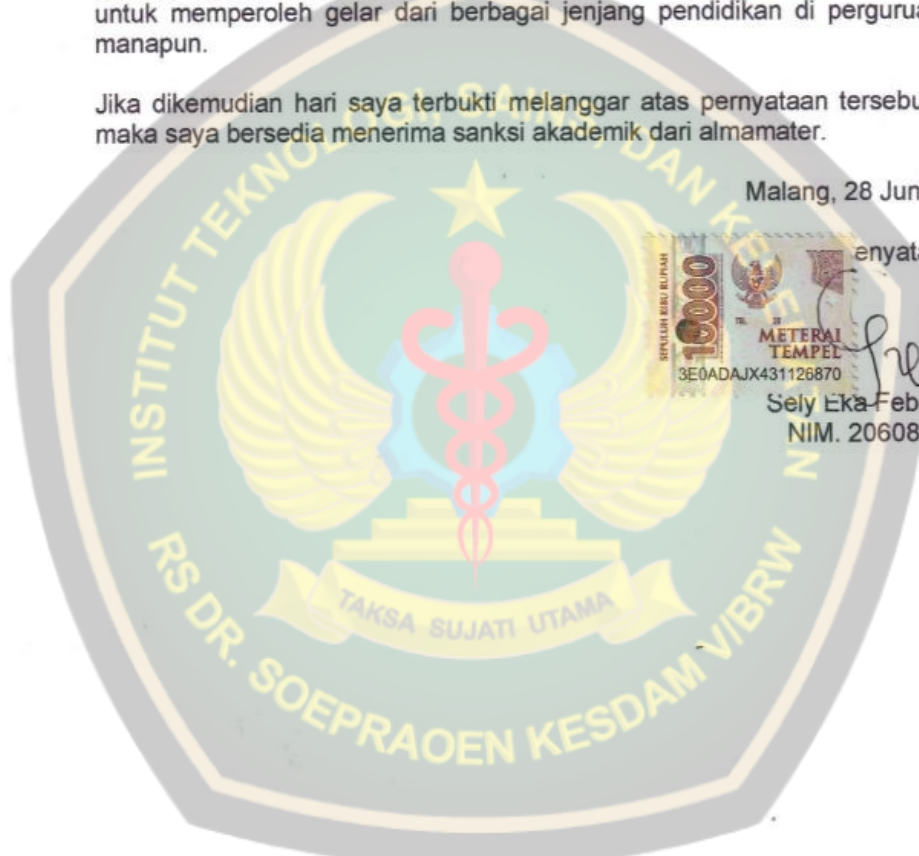 untuk memperoleh gelar dari berbagai jenjang pendidikan di pergurua
manapun.
Jika dikemudian hari saya terbukti melanggar atas pernyataan tersebu
maka saya bersedia menerima sanksi akademik dari almamater.
Malang, 28 Jun
enyata
SEPULUH RIBU RUPIAH
10000
METERAI
TEMPEL
3E0ADAJX431126870
Sely Eka Feb
NIM. 20608
INSTITUT TEKNOLOGI, SAINS, DAN KESEHATAN
RS DR. SOEPRAOEN KESDAM V/BRW
TAKSA SUJATI UTAMA